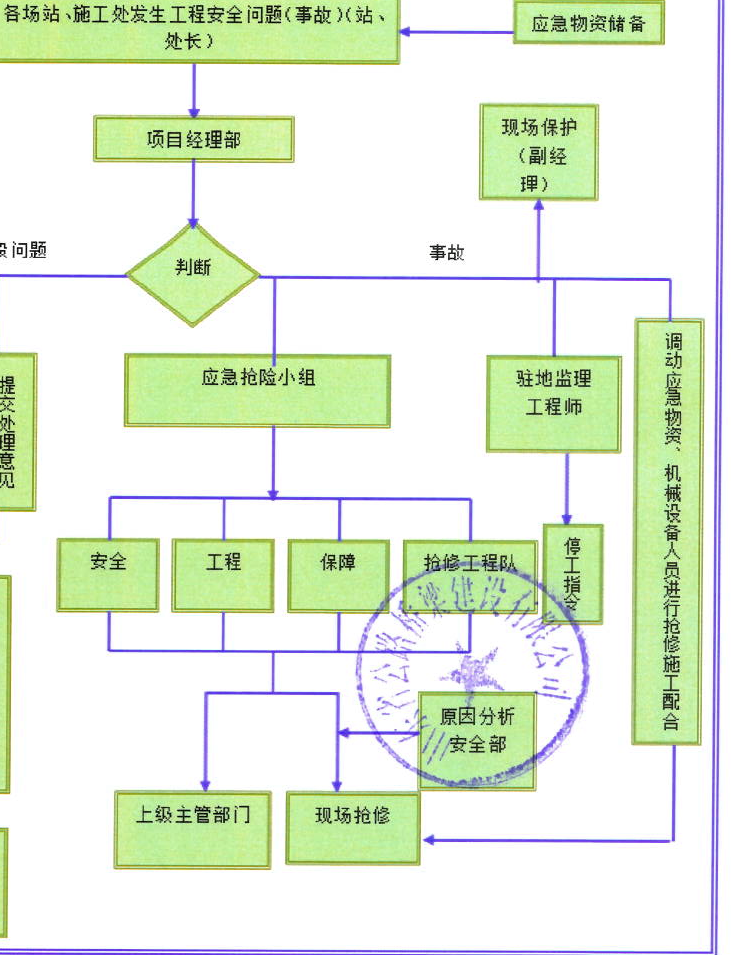 各场站、施工处发生工程安全问题(事故)(站、
处长)
应急物资储备
项目经理部
现场保护
(副经
理)
问题
判断
事故
提交处理意见
应急抢险小组
驻地监理
工程师
调动应急物资、机械设备人员进行抢修施工配合
安全
工程
保障
抢修工程队
停工指令
公路桥梁建设有限公司
原因分析
安全部
上级主管部门
现场抢修